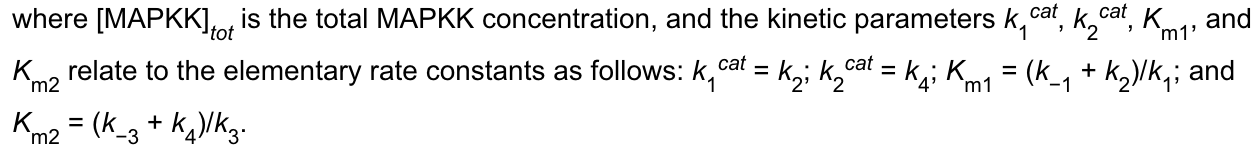 where [MAPKK]tot is the total MAPKK concentration, and the kinetic parameters k₁ᶜᵃᵗ, k₂ᶜᵃᵗ, Kₘ₁, and
Kₘ₂ relate to the elementary rate constants as follows: k₁ᶜᵃᵗ = k₂; k₂ᶜᵃᵗ = k₄; Kₘ₁ = (k₋₁ + k₂)/k₁; and
Kₘ₂ = (k₋₃ + k₄)/k₃.